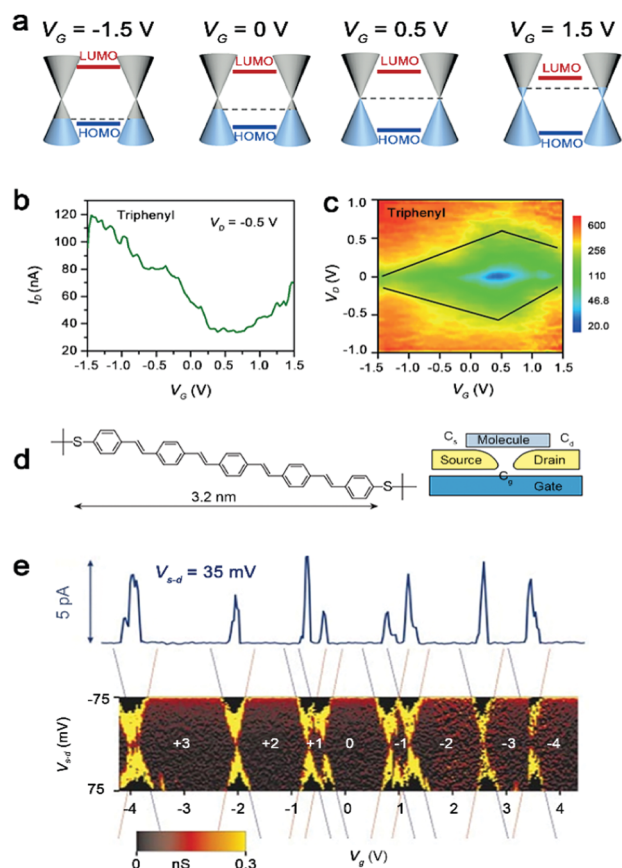 a
V_G = -1.5 V V_G = 0 V V_G = 0.5 V V_G = 1.5 V
LUMO LUMO LUMO LUMO
HOMO HOMO HOMO HOMO
b
Triphenyl V_D = -0.5 V
I_D (nA)
120
100
80
60
40
20
-1.5 -1.0 -0.5 0.0 0.5 1.0 1.5
V_G (V)
c
Triphenyl
V_D (V)
1.0
0.5
0
-0.5
-1.0
-1.5 -1.0 -0.5 0.0 0.5 1.0 1.5
V_G (V)
600
256
110
46.8
20.0
d
S
S
3.2 nm
C_s Molecule C_d
Source Drain
C_g
Gate
e
V_s-d = 35 mV
5 pA
-75
V_s-d (mV)
75
+3 +2 +1 0 -1 -2 -3 -4
-4 -3 -2 -1 0 1 2 3 4
0 nS 0.3
V_g (V)